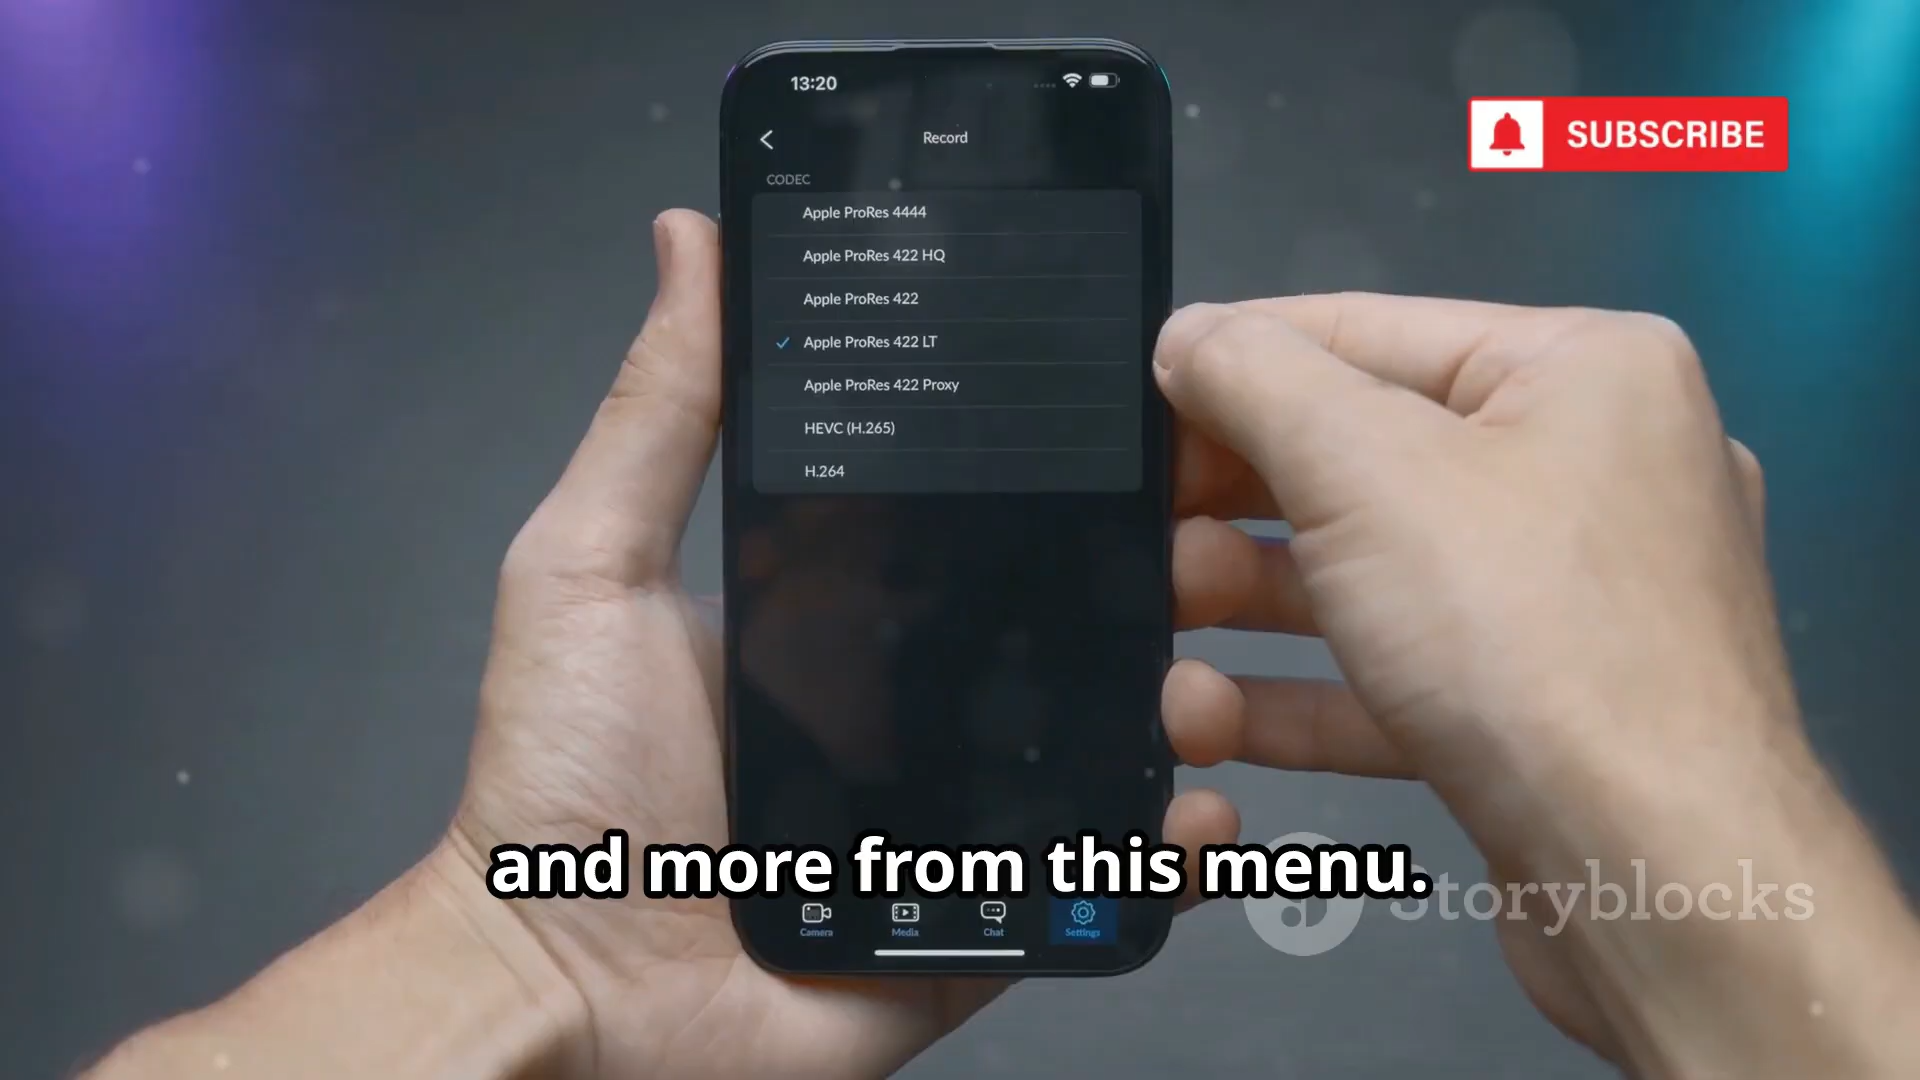 13:20
Record
SUBSCRIBE
CODEC
Apple ProRes 4444
Apple ProRes 422 HQ
Apple ProRes 422
Apple ProRes 422 LT
Apple ProRes 422 Proxy
HEVC (H.265)
H.264
and more from this menu.
Storyblocks
Camera
Media
Chat
Settings